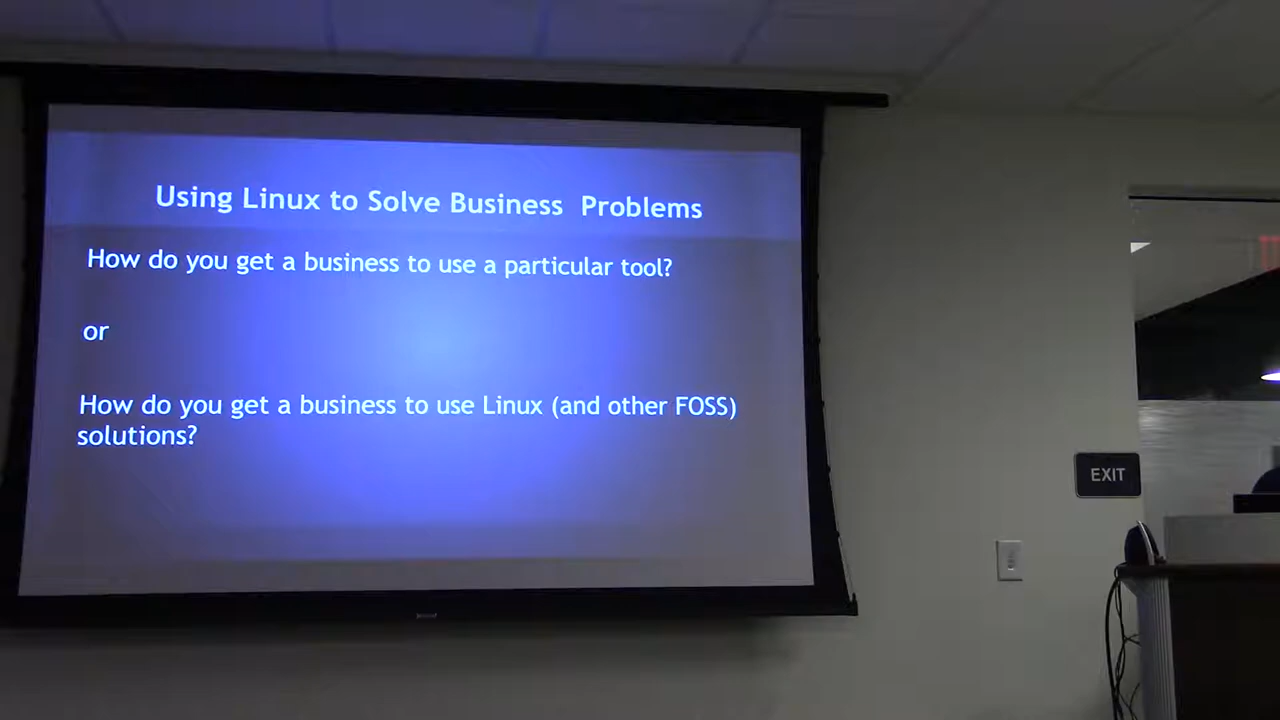 Using Linux to Solve Business Problems
How do you get a business to use a particular tool?
or
How do you get a business to use Linux (and other FOSS)
solutions?
EXIT